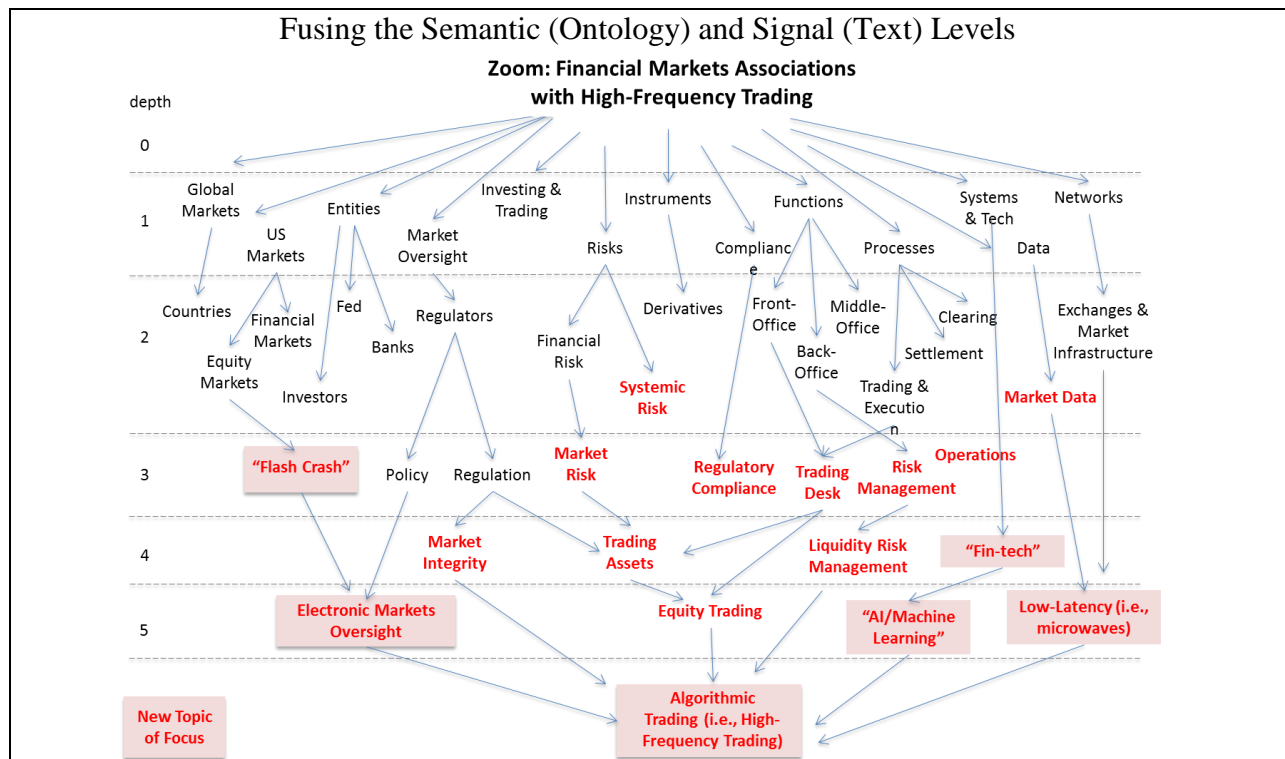 Fusing the Semantic (Ontology) and Signal (Text) Levels
Zoom: Financial Markets Associations
with High-Frequency Trading
depth
0
1
2
3
4
5
Global
Markets
US
Markets
Entities
Market
Oversight
Investing &
Trading
Risks
Instruments
Complianc
e
Functions
Processes
Systems
& Tech
Data
Networks
Countries
Equity
Markets
Financial
Markets
Investors
Fed
Banks
Regulators
Financial
Risk
Systemic
Risk
Derivatives
Front-
Office
Back-
Office
Middle-
Office
Trading &
Execution
n
Settlement
Clearing
Market Data
Exchanges &
Market
Infrastructure
“Flash Crash”
Policy
Regulation
Market
Risk
Regulatory
Compliance
Trading
Desk
Risk
Management
Operations
Market
Integrity
Trading
Assets
Liquidity Risk
Management
“Fin-tech”
Electronic Markets
Oversight
Equity Trading
“AI/Machine
Learning”
Low-Latency (i.e.,
microwaves)
Algorithmic
Trading (i.e., High-
Frequency Trading)
New Topic
of Focus